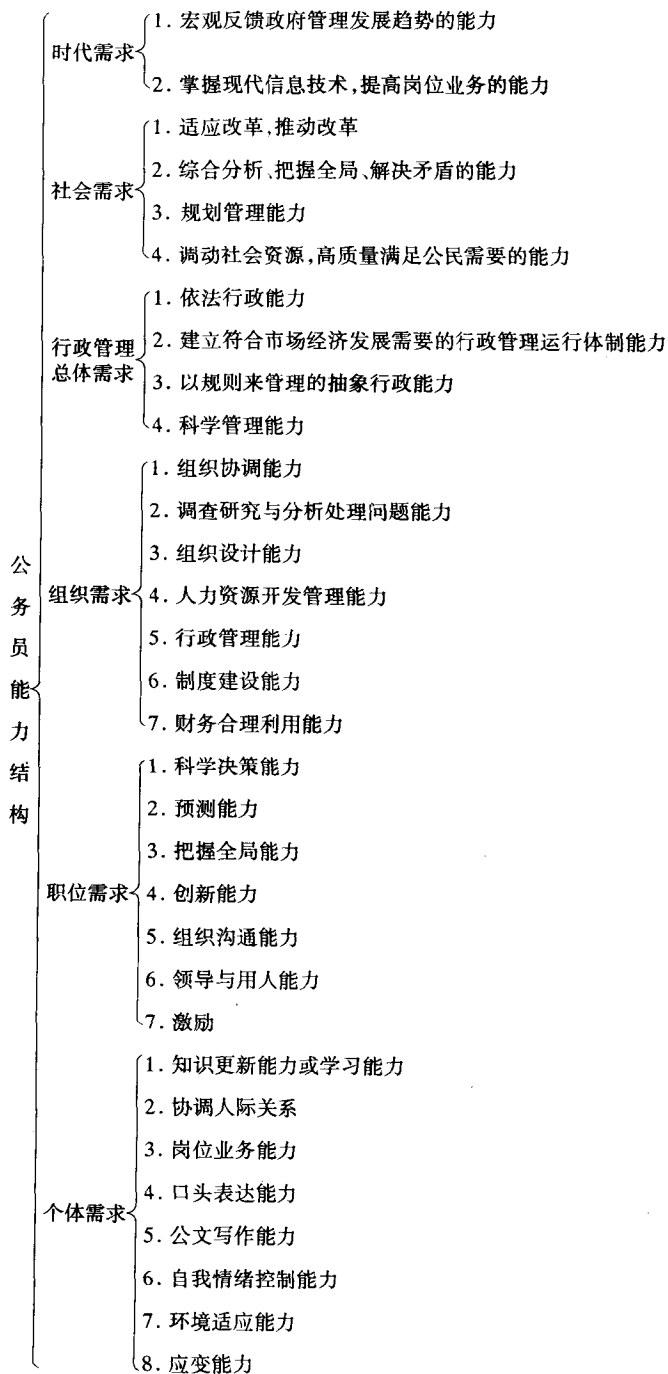 公务员能力结构
时代需求
1. 宏观反馈政府管理发展趋势的能力
2. 掌握现代信息技术,提高岗位业务的能力
社会需求
1. 适应改革,推动改革
2. 综合分析、把握全局、解决矛盾的能力
3. 规划管理能力
4. 调动社会资源,高质量满足公民需要的能力
行政管理
总体需求
1. 依法行政能力
2. 建立符合市场经济发展需要的行政管理运行体制能力
3. 以规则来管理的抽象行政能力
4. 科学管理能力
组织需求
1. 组织协调能力
2. 调查研究与分析处理问题能力
3. 组织设计能力
4. 人力资源开发管理能力
5. 行政管理能力
6. 制度建设能力
7. 财务合理利用能力
职位需求
1. 科学决策能力
2. 预测能力
3. 把握全局能力
4. 创新能力
5. 组织沟通能力
6. 领导与用人能力
7. 激励
个体需求
1. 知识更新能力或学习能力
2. 协调人际关系
3. 岗位业务能力
4. 口头表达能力
5. 公文写作能力
6. 自我情绪控制能力
7. 环境适应能力
8. 应变能力